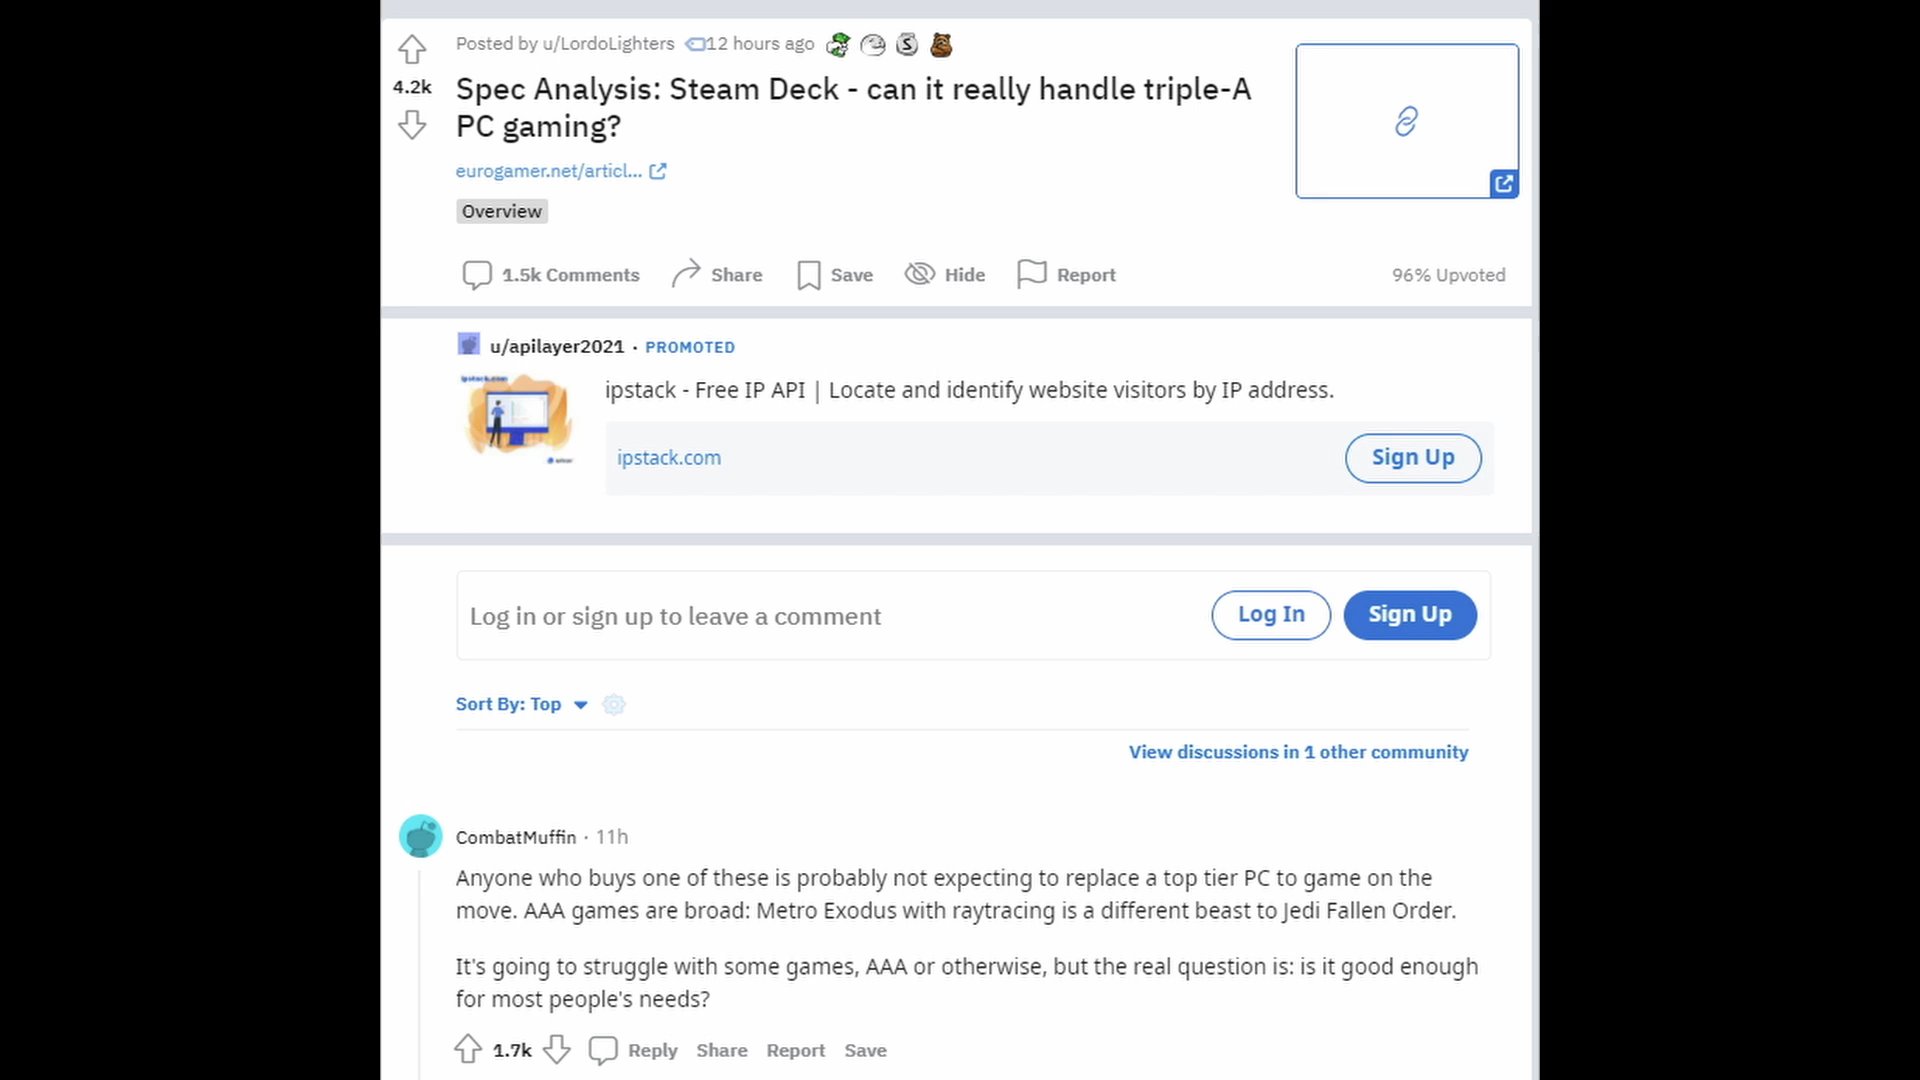 Posted by u/LordoLighters 12 hours ago
4.2k
Spec Analysis: Steam Deck - can it really handle triple-A
PC gaming?
eurogamer.net/articl...
Overview
1.5k Comments Share Save Hide Report 96% Upvoted
u/apilayer2021 · PROMOTED
ipstack.com
ipstack - Free IP API | Locate and identify website visitors by IP address.
ipstack.com Sign Up
Log in or sign up to leave a comment Log In Sign Up
Sort By: Top
View discussions in 1 other community
CombatMuffin · 11h
Anyone who buys one of these is probably not expecting to replace a top tier PC to game on the
move. AAA games are broad: Metro Exodus with raytracing is a different beast to Jedi Fallen Order.
It's going to struggle with some games, AAA or otherwise, but the real question is: is it good enough
for most people's needs?
1.7k Reply Share Report Save